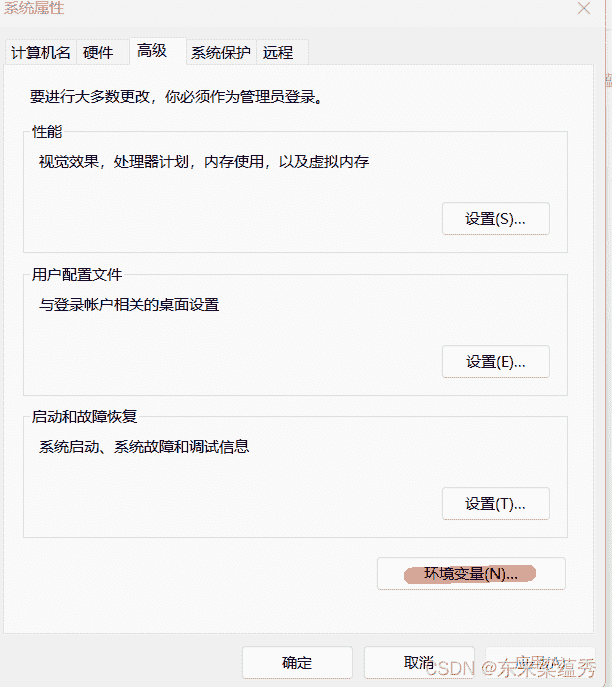 系统属性
计算机名 硬件 高级 系统保护 远程
要进行大多数更改，你必须作为管理员登录。
性能
视觉效果，处理器计划，内存使用，以及虚拟内存
设置(S)...
用户配置文件
与登录帐户相关的桌面设置
设置(E)...
启动和故障恢复
系统启动、系统故障和调试信息
设置(T)...
环境变量(N)...
确定 取消 应用(A)
CSDN @东来紫蕴秀